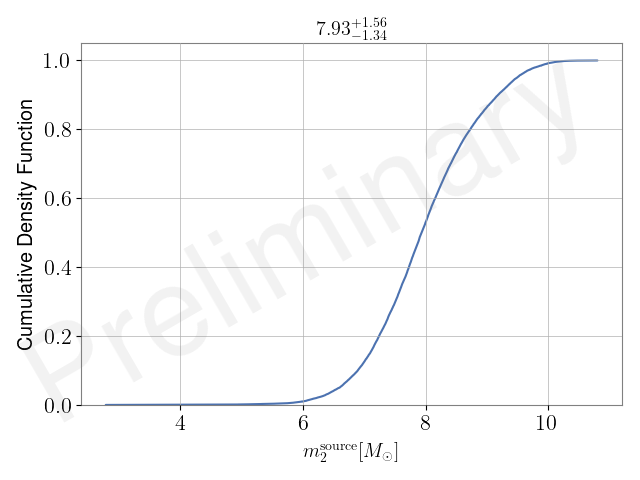 7.93^{+1.56}_{-1.34}
Cumulative Density Function
1.0
0.8
0.6
0.4
0.2
0.0
Preliminary
4 6 8 10
m_2^{source}[M_⊙]